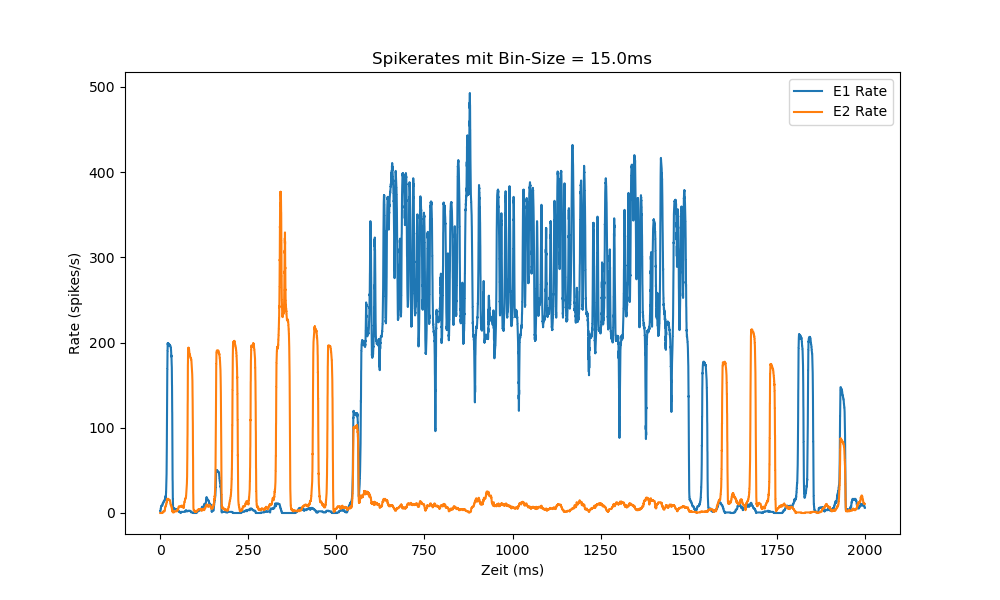 Spikerates mit Bin-Size = 15.0ms
E1 Rate
E2 Rate
Rate (spikes/s)
500
400
300
200
100
0
0 250 500 750 1000 1250 1500 1750 2000
Zeit (ms)